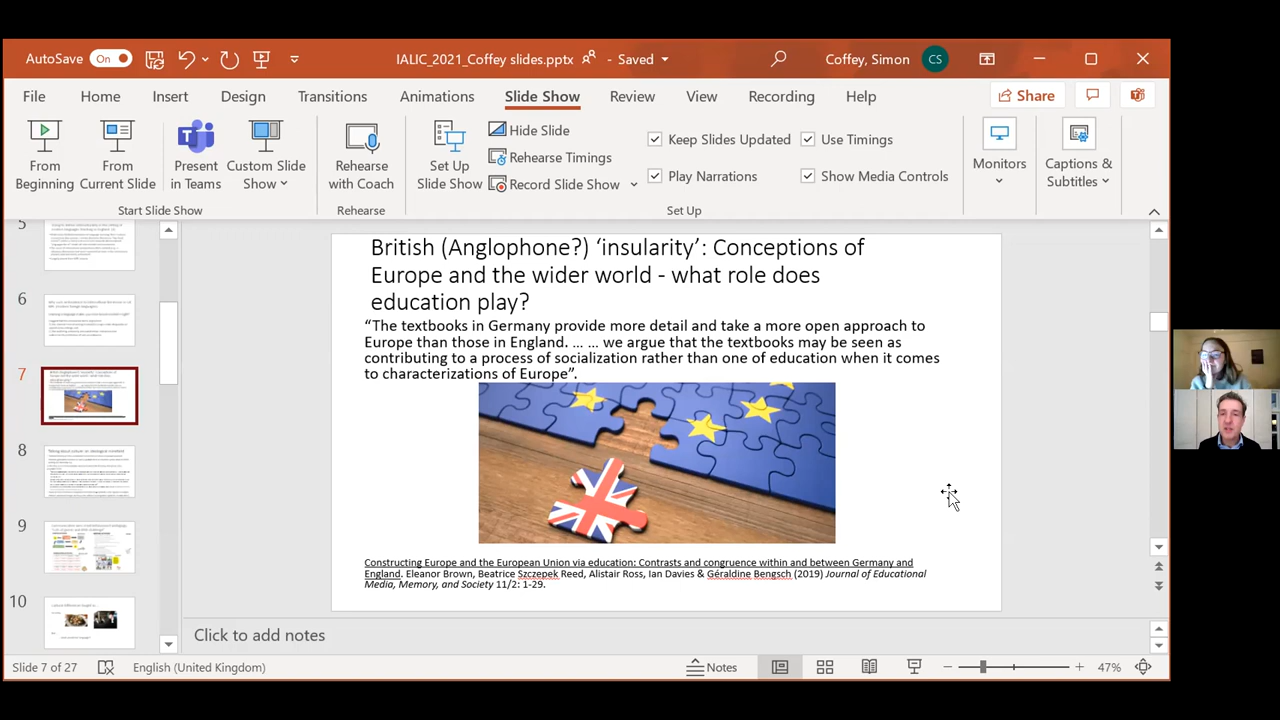 AutoSave On IALIC_2021_Coffey slides.pptx - Saved Coffey, Simon CS
File Home Insert Design Transitions Animations Slide Show Review View Recording Help Share
From Beginning
From Current Slide
Present in Teams
Custom Slide Show
Rehearse with Coach
Set Up Slide Show
Hide Slide
Rehearse Timings
Record Slide Show
Keep Slides Updated
Play Narrations
Use Timings
Show Media Controls
Monitors
Captions & Subtitles
Start Slide Show Rehearse Set Up
5
6
7
8
9
10
British (Anglophone?) ‘insularity’: Conceptions of
Europe and the wider world - what role does
education play?
“The textbooks in Germany provide more detail and take a more open approach to
Europe than those in England. … … we argue that the textbooks may be seen as
contributing to a process of socialization rather than one of education when it comes
to characterizations of Europe”.
Constructing Europe and the European Union via education: Contrasts and congruence within and between Germany and
England. Eleanor Brown, Beatrice Szczepek Reed, Alistair Ross, Ian Davies & Géraldine Bengsch (2019) Journal of Educational
Media, Memory, and Society 11/2: 1-29.
Click to add notes
Slide 7 of 27 English (United Kingdom) Notes 47%